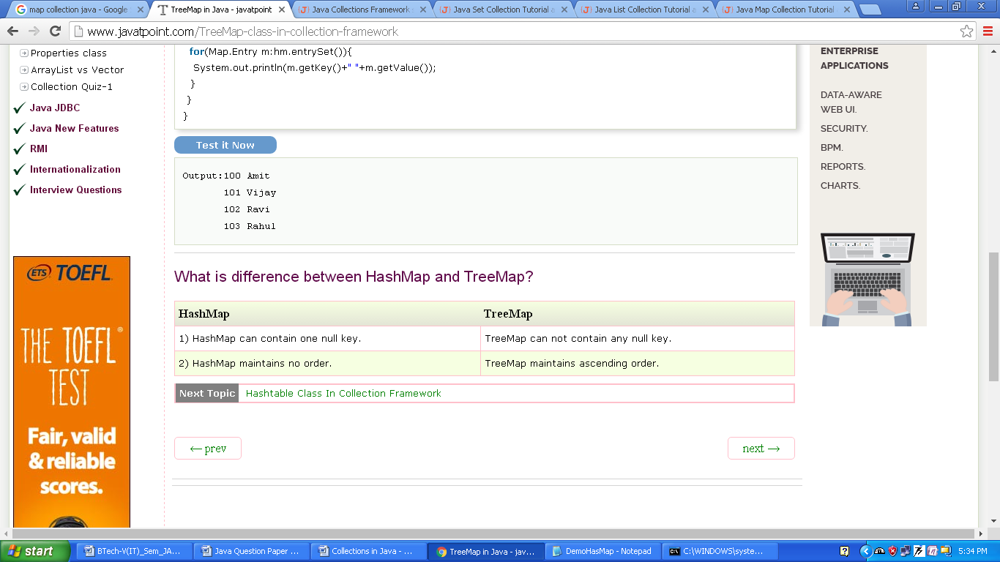 map collection java - Google
TreeMap in Java - javatpoint
Java Collections Framework
Java Set Collection Tutorial
Java List Collection Tutorial
Java Map Collection Tutorial
www.javatpoint.com/TreeMap-class-in-collection-framework
Properties class
ArrayList vs Vector
Collection Quiz-1
Java JDBC
Java New Features
RMI
Internationalization
Interview Questions
ETS TOEFL
THE TOEFL®
TEST
Fair, valid
& reliable
scores.
for(Map.Entry m:hm.entrySet()){
System.out.println(m.getKey()+" "+m.getValue());
}
}
}
Test it Now
Output:100 Amit
101 Vijay
102 Ravi
103 Rahul
What is difference between HashMap and TreeMap?
HashMap TreeMap
1) HashMap can contain one null key. TreeMap can not contain any null key.
2) HashMap maintains no order. TreeMap maintains ascending order.
Next Topic Hashtable Class In Collection Framework
← prev next →
ENTERPRISE
APPLICATIONS
DATA-AWARE
WEB UI.
SECURITY.
BPM.
REPORTS.
CHARTS.
start
BTech-V(IT)_Sem_JA...
Java Question Paper ...
Collections in Java - ...
TreeMap in Java - jav...
DemoHasMap - Notepad
C:\WINDOWS\syste...
5:34 PM